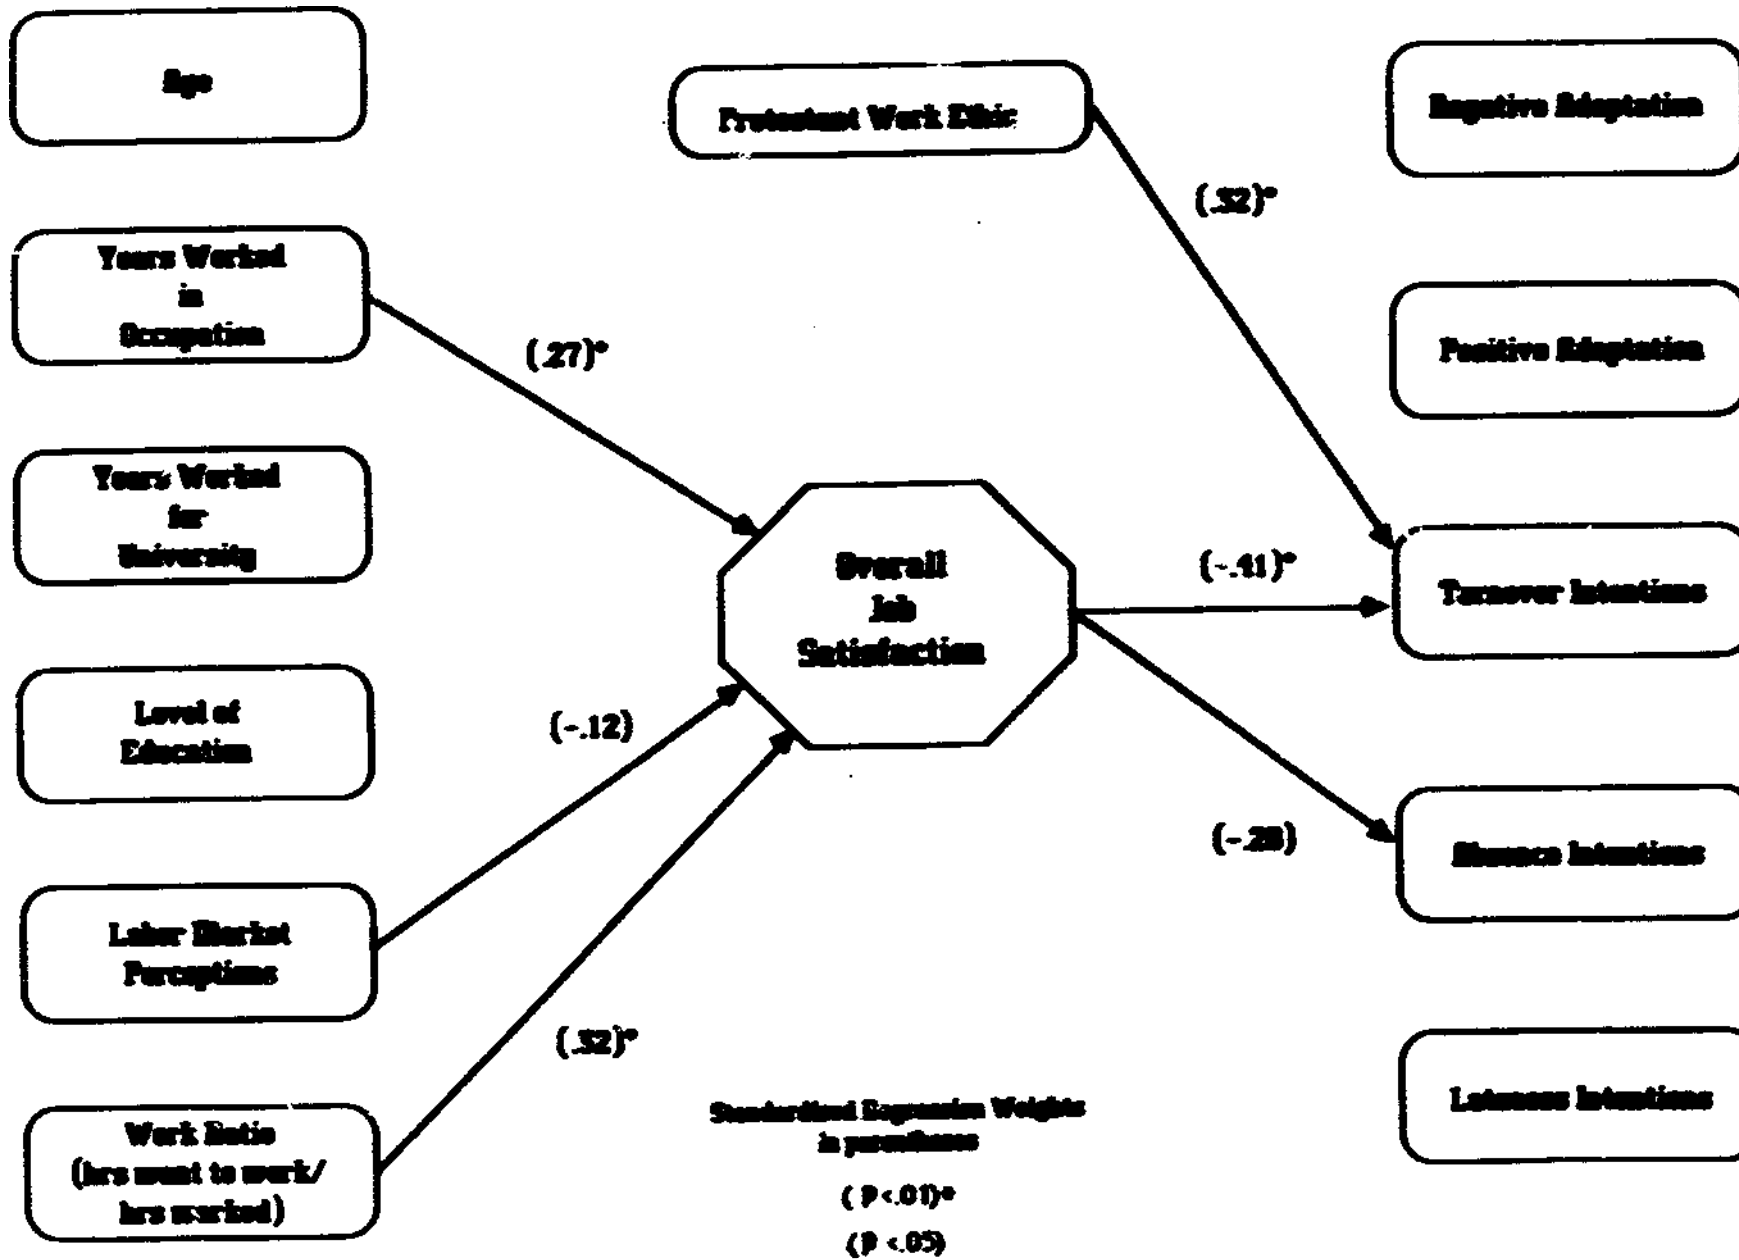 Age
Protestant Work Ethic
Negative Adaptation
(.32)*
Years Worked
in
Occupation
(.27)*
Positive Adaptation
Years Worked
for
University
Overall
Job
Satisfaction
(-.41)*
Turnover Intentions
Level of
Education
(-.12)
(-.28)
Absence Intentions
Labor Market
Perceptions
(.32)*
Work Ratio
(hrs want to work/
hrs worked)
Standardized Regression Weights
in parentheses
(P <.01)*
(P <.05)
Lateness Intentions